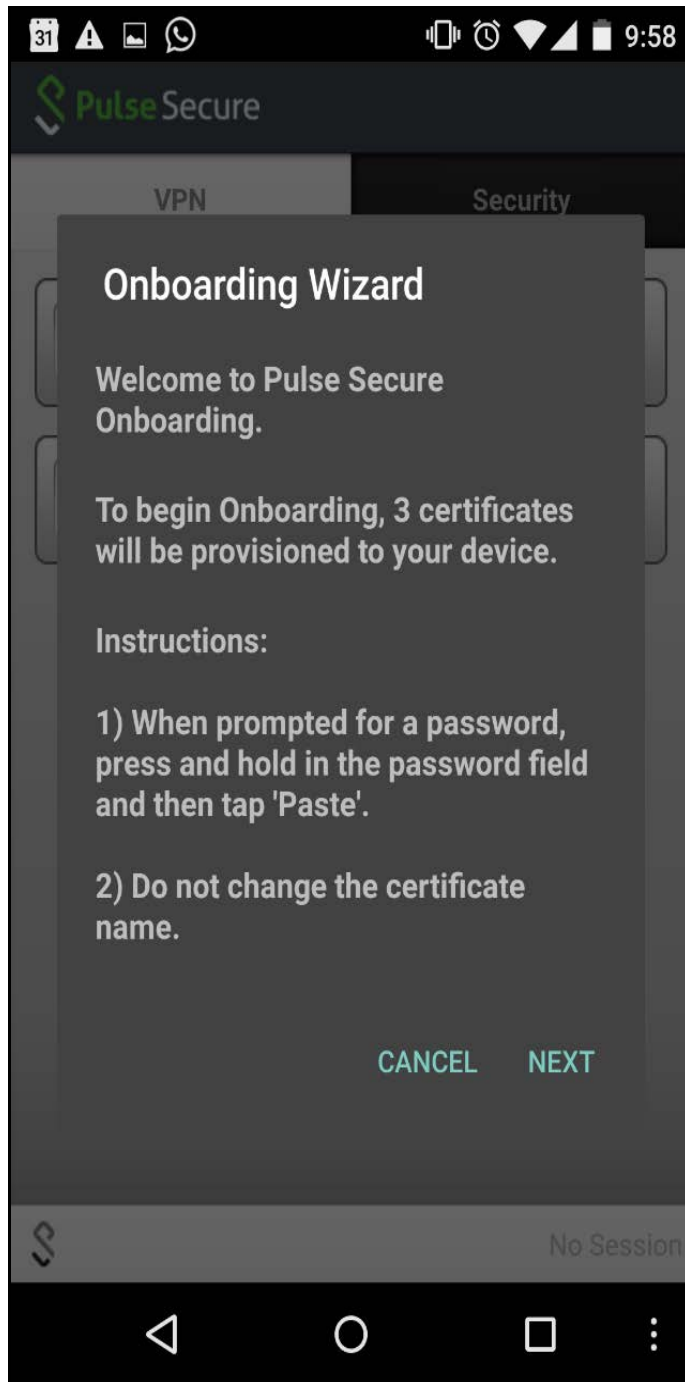 31
9:58
Pulse Secure
VPN
Security
Onboarding Wizard
Welcome to Pulse Secure
Onboarding.
To begin Onboarding, 3 certificates
will be provisioned to your device.
Instructions:
1) When prompted for a password,
press and hold in the password field
and then tap 'Paste'.
2) Do not change the certificate
name.
CANCEL
NEXT
No Session